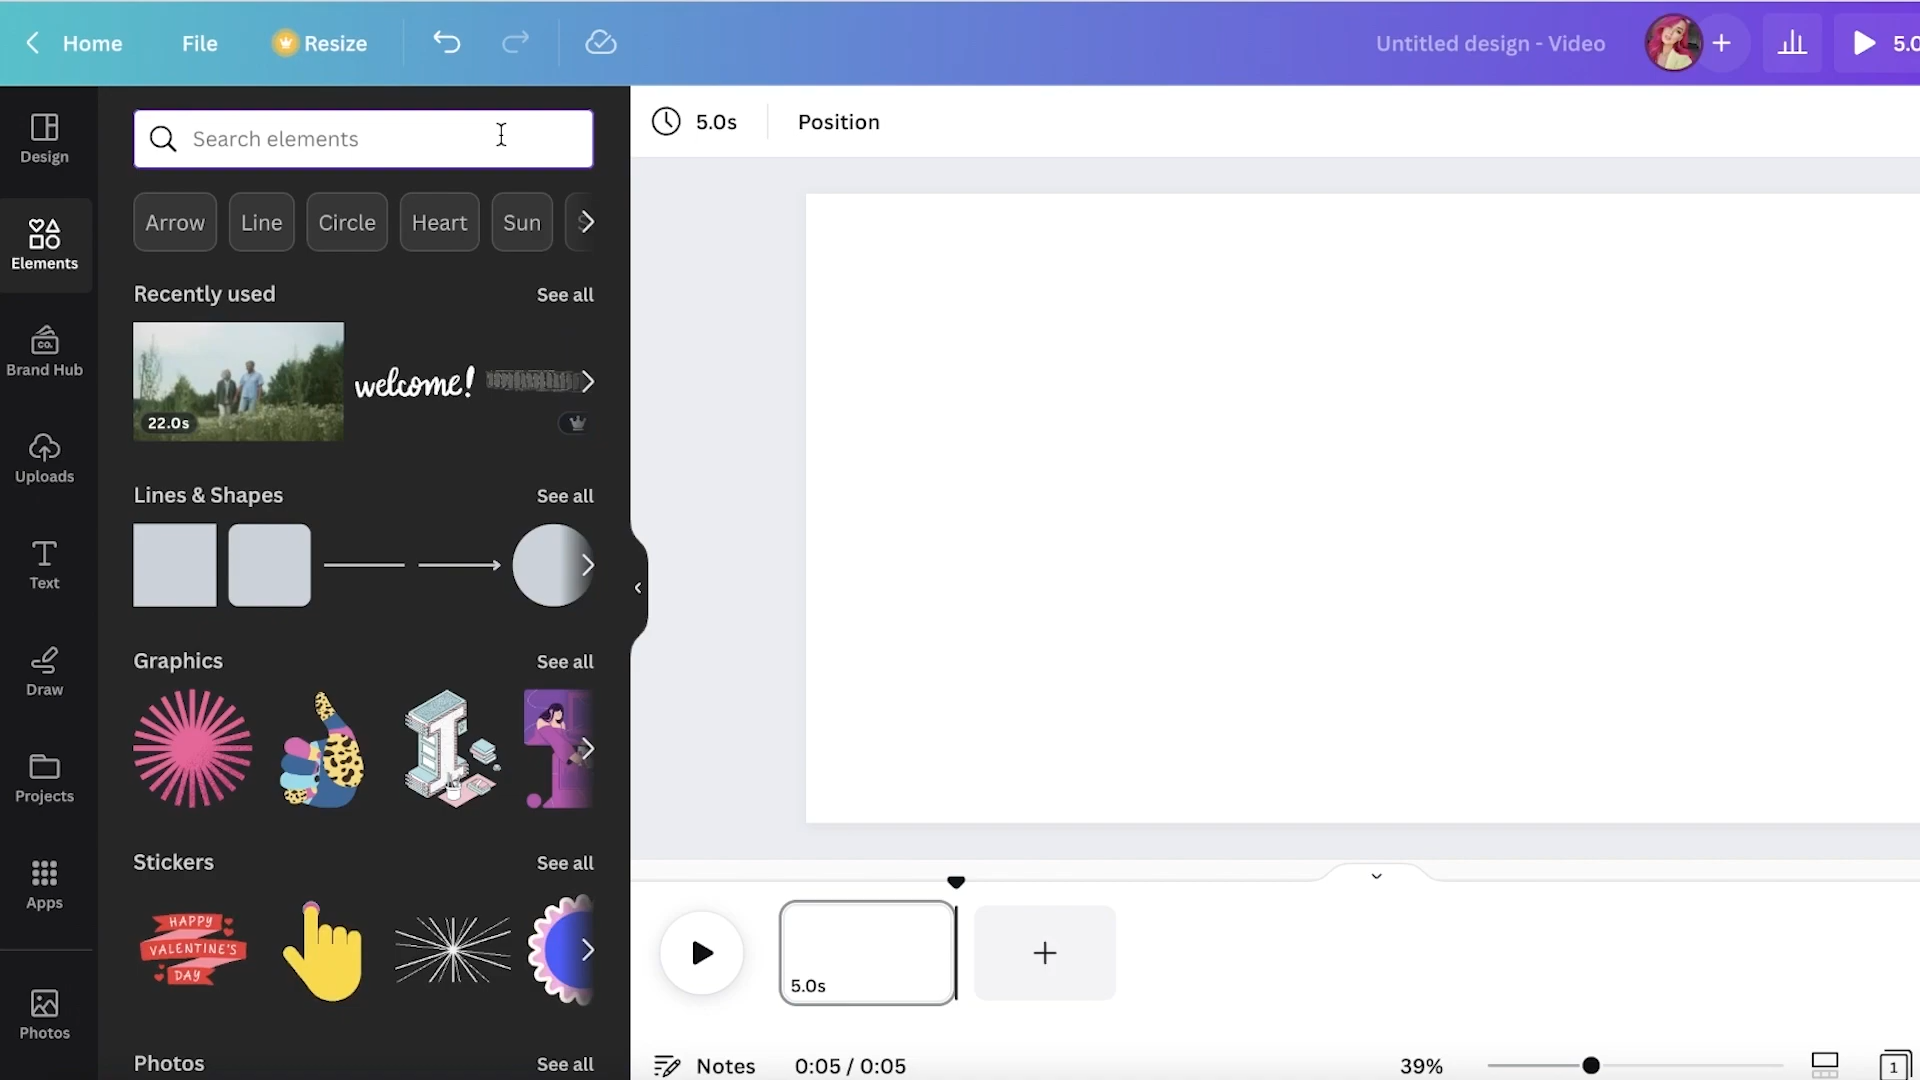 Home
File
Resize
Untitled design - Video
5.0
Design
Elements
Brand Hub
CO.
Uploads
Text
Draw
Projects
Apps
Photos
Search elements
Arrow
Line
Circle
Heart
Sun
Recently used
See all
22.0s
welcome!
Lines & Shapes
See all
Graphics
See all
Stickers
See all
HAPPY
VALENTINE'S
DAY
Photos
See all
5.0s
Position
5.0s
Notes
0:05 / 0:05
39%
1